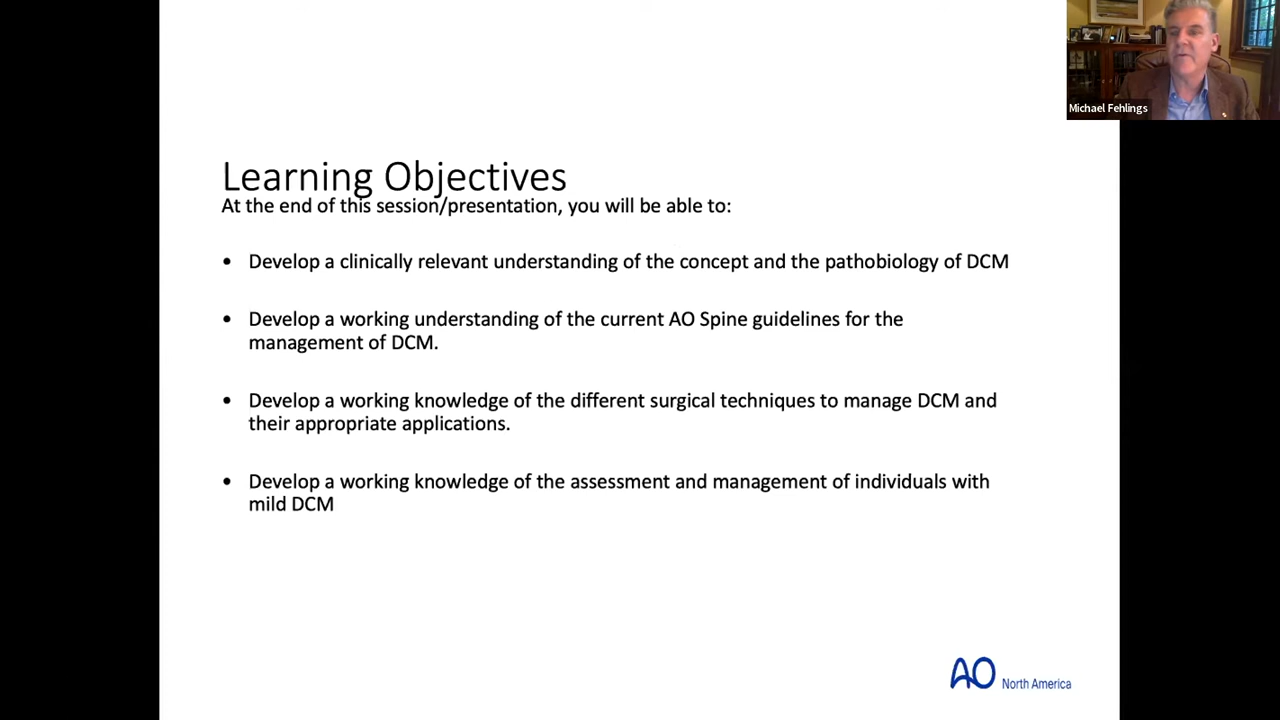 Michael Fehlings
Learning Objectives
At the end of this session/presentation, you will be able to:
• Develop a clinically relevant understanding of the concept and the pathobiology of DCM
• Develop a working understanding of the current AO Spine guidelines for the
management of DCM.
• Develop a working knowledge of the different surgical techniques to manage DCM and
their appropriate applications.
• Develop a working knowledge of the assessment and management of individuals with
mild DCM
AO North America